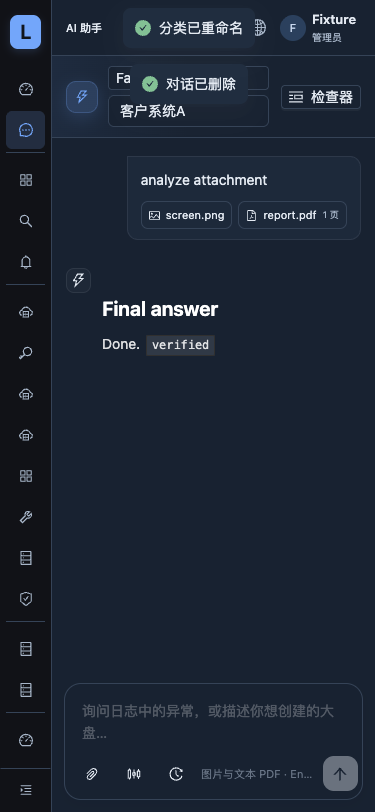 L
AI 助手
分类已重命名
F
Fixture
管理员
Fa
对话已删除
客户系统A
检查器
analyze attachment
screen.png
report.pdf 1 页
Final answer
Done. verified
询问日志中的异常，或描述你想创建的大
盘...
图片与文本 PDF · En...